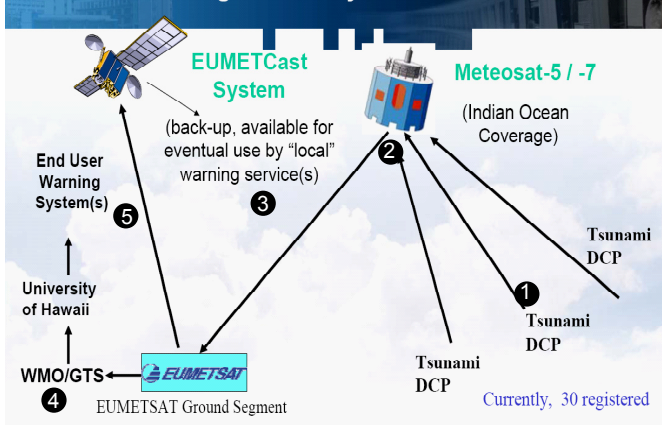 EUMETCast
System
(back-up, available for
eventual use by “local”
warning service(s)
3
Meteosat-5 / -7
(Indian Ocean
Coverage)
2
End User
Warning
System(s)
5
University
of Hawaii
WMO/GTS
4
EUMETSAT
EUMETSAT Ground Segment
Tsunami
DCP
1
Tsunami
DCP
Tsunami
DCP
Currently, 30 registered